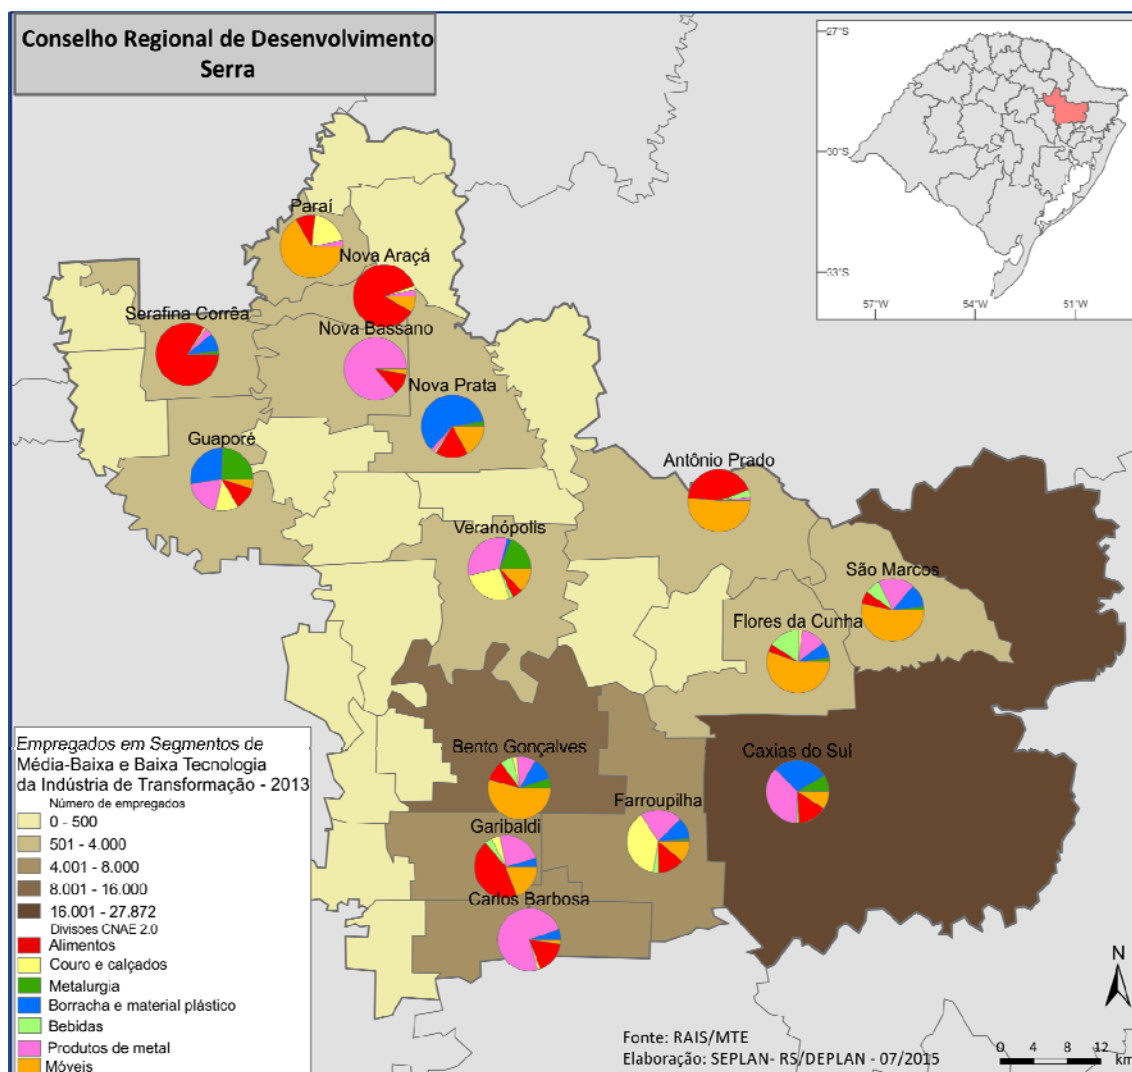 Conselho Regional de Desenvolvimento
Serra
27°S
30°S
33°S
57°W
54°W
51°W
Paraí
Nova Araçá
Serafina Corrêa
Nova Bassano
Nova Prata
Guaporé
Antônio Prado
Veranópolis
São Marcos
Flores da Cunha
Bento Gonçalves
Caxias do Sul
Farroupilha
Garibaldi
Carlos Barbosa
Empregados em Segmentos de
Média-Baixa e Baixa Tecnologia
da Indústria de Transformação - 2013
Número de empregados
0 - 500
501 - 4.000
4.001 - 8.000
8.001 - 16.000
16.001 - 27.872
Divisões CNAE 2.0
Alimentos
Couro e calçados
Metalurgia
Borracha e material plástico
Bebidas
Produtos de metal
Móveis
N
Fonte: RAIS/MTE
Elaboração: SEPLAN- RS/DEPLAN - 07/2015
0 4 8 12 km